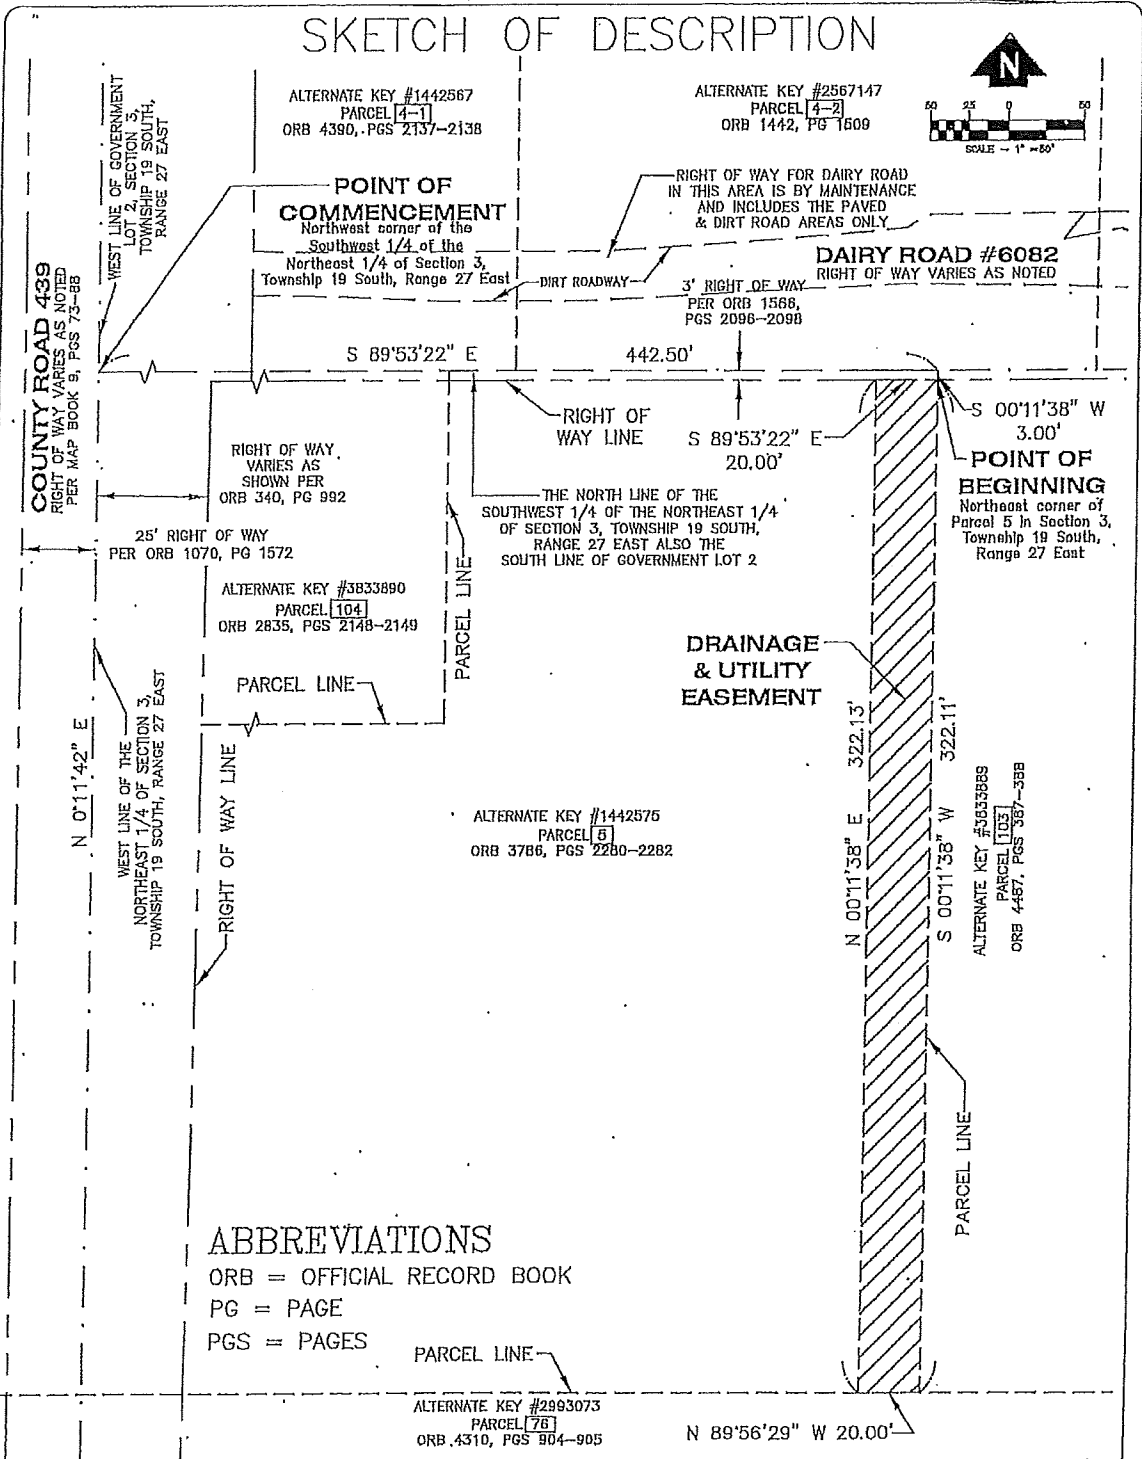 SKETCH OF DESCRIPTION
N
50 25 0 50
SCALE - 1" = 50'
ALTERNATE KEY #1442567
PARCEL 4-1
ORB 4390, PGS 2137-2138
ALTERNATE KEY #2567147
PARCEL 4-2
ORB 1442, PG 1609
WEST LINE OF GOVERNMENT
LOT 2, SECTION 3,
TOWNSHIP 19 SOUTH,
RANGE 27 EAST
POINT OF
COMMENCEMENT
Northwest corner of the
Southwest 1/4 of the
Northeast 1/4 of Section 3,
Township 19 South, Range 27 East
RIGHT OF WAY FOR DAIRY ROAD
IN THIS AREA IS BY MAINTENANCE
AND INCLUDES THE PAVED
& DIRT ROAD AREAS ONLY
DAIRY ROAD #6082
RIGHT OF WAY VARIES AS NOTED
DIRT ROADWAY
3' RIGHT OF WAY
PER ORB 1566,
PGS 2096-2098
COUNTY ROAD 439
RIGHT OF WAY VARIES AS NOTED
PER MAP BOOK 9, PGS 73-88
S 89°53'22" E
442.50'
RIGHT OF
WAY LINE
S 89°53'22" E
20.00'
S 00°11'38" W
3.00'
POINT OF
BEGINNING
Northeast corner of
Parcel 5 in Section 3,
Township 19 South,
Range 27 East
RIGHT OF WAY
VARIES AS
SHOWN PER
ORB 340, PG 992
THE NORTH LINE OF THE
SOUTHWEST 1/4 OF THE NORTHEAST 1/4
OF SECTION 3, TOWNSHIP 19 SOUTH,
RANGE 27 EAST ALSO THE
SOUTH LINE OF GOVERNMENT LOT 2
25' RIGHT OF WAY
PER ORB 1070, PG 1572
ALTERNATE KEY #3833890
PARCEL 104
ORB 2835, PGS 2148-2149
PARCEL LINE
PARCEL LINE
DRAINAGE
& UTILITY
EASEMENT
N 0°11'42" E
WEST LINE OF THE
NORTHEAST 1/4 OF SECTION 3,
TOWNSHIP 19 SOUTH, RANGE 27 EAST
RIGHT OF WAY LINE
N 00°11'38" E 322.13'
S 00°11'38" W 322.11'
ALTERNATE KEY #3833889
PARCEL 103
ORB 4487, PGS 387-388
ALTERNATE KEY #1442575
PARCEL 5
ORB 3786, PGS 2280-2282
PARCEL LINE
ABBREVIATIONS
ORB = OFFICIAL RECORD BOOK
PG = PAGE
PGS = PAGES
PARCEL LINE
ALTERNATE KEY #2993073
PARCEL 76
ORB 4310, PGS 904-905
N 89°56'29" W 20.00'